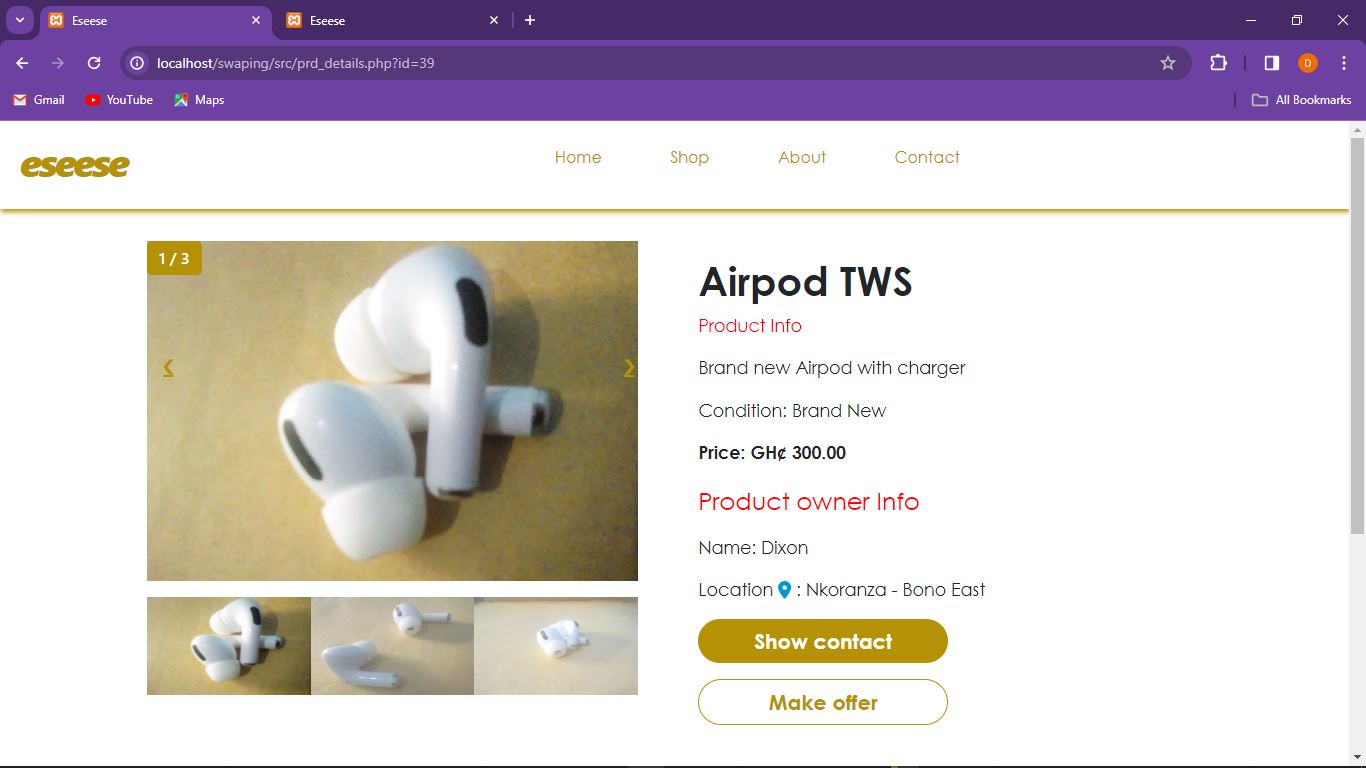 Eseese
Eseese
localhost/swaping/src/prd_details.php?id=39
D
Gmail
YouTube
Maps
All Bookmarks
eseese
Home
Shop
About
Contact
1 / 3
Airpod TWS
Product Info
Brand new Airpod with charger
Condition: Brand New
Price: GH¢ 300.00
Product owner Info
Name: Dixon
Location : Nkoranza - Bono East
Show contact
Make offer